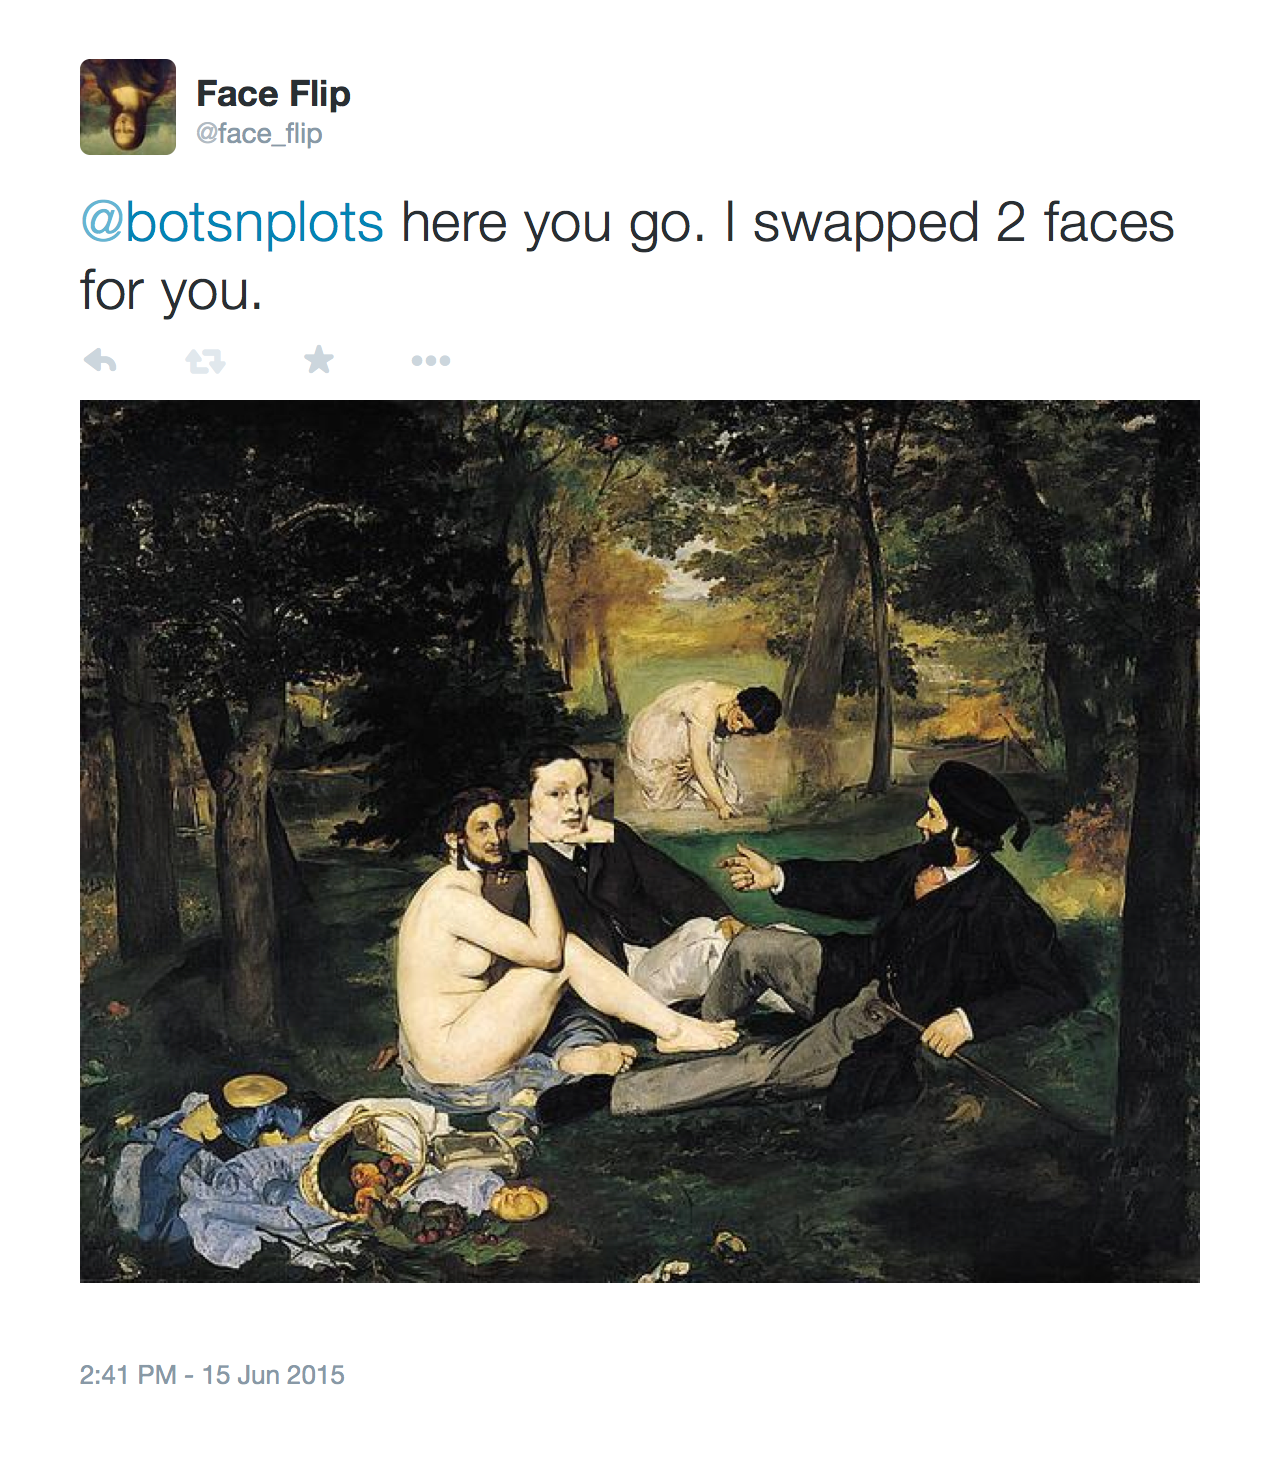 Face Flip
@face_flip
@botsnplots here you go. I swapped 2 faces
for you.
2:41 PM - 15 Jun 2015